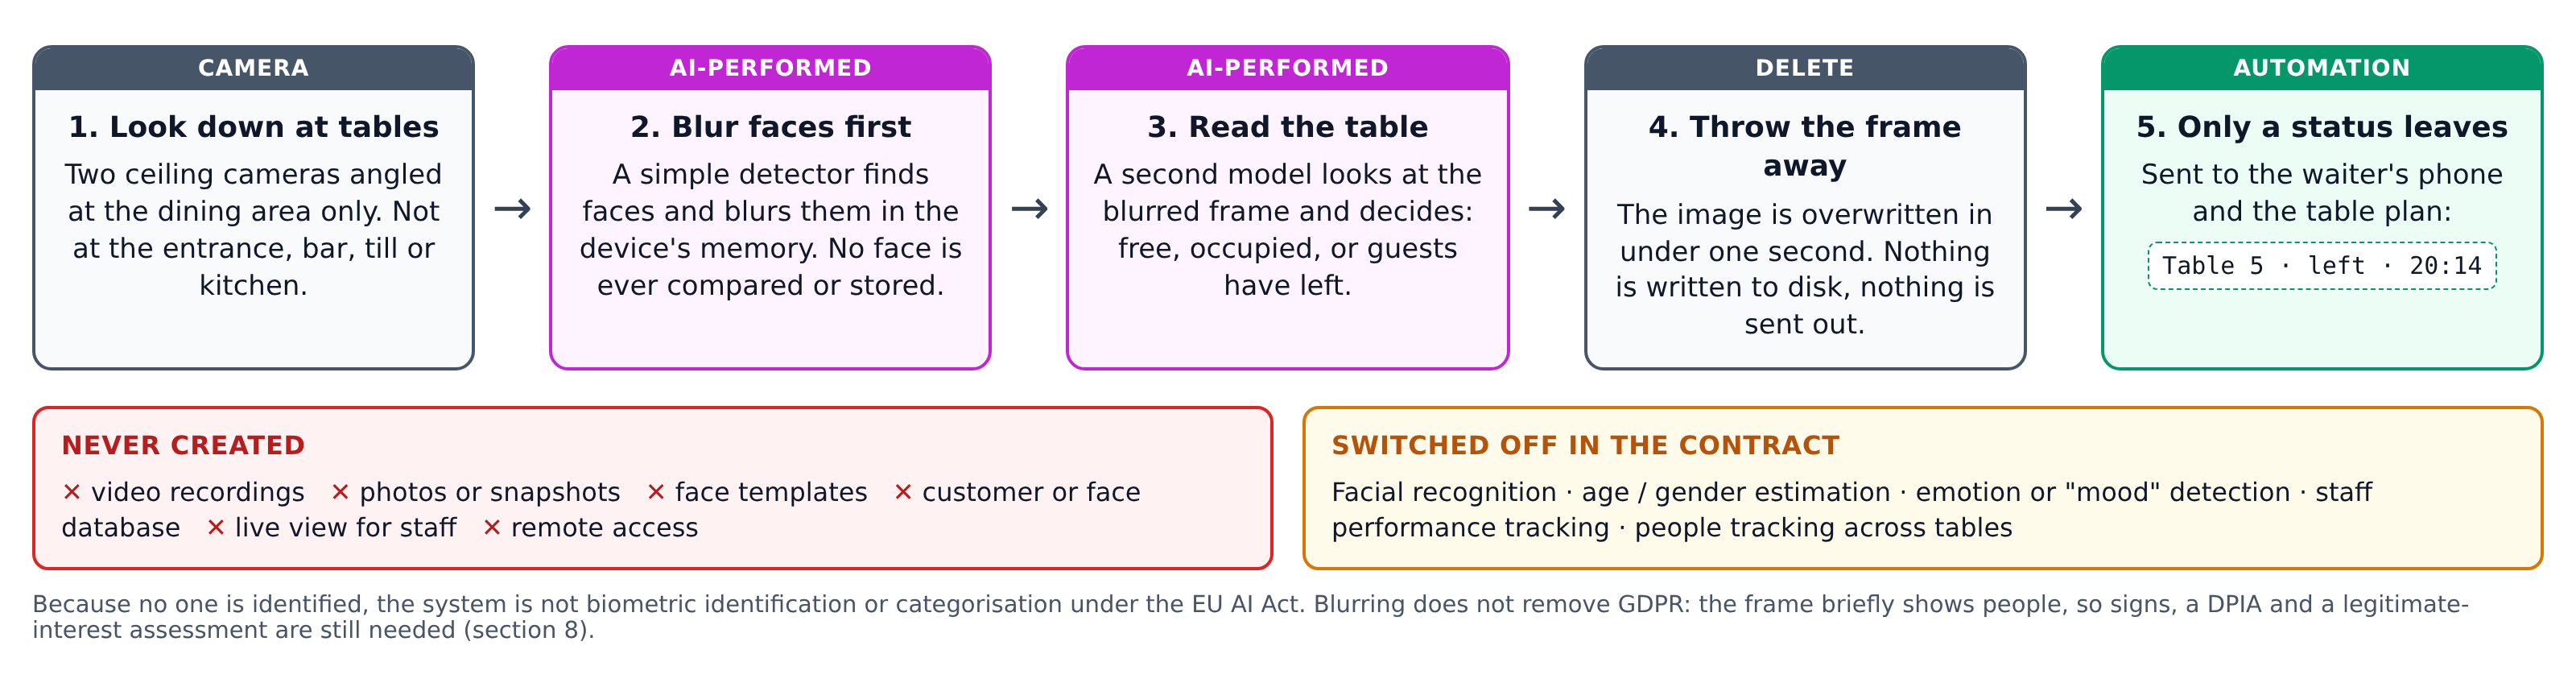 CAMERA
1. Look down at tables
Two ceiling cameras angled
at the dining area only. Not
at the entrance, bar, till or
kitchen.
→
AI-PERFORMED
2. Blur faces first
A simple detector finds
faces and blurs them in the
device's memory. No face is
ever compared or stored.
→
AI-PERFORMED
3. Read the table
A second model looks at the
blurred frame and decides:
free, occupied, or guests
have left.
→
DELETE
4. Throw the frame
away
The image is overwritten in
under one second. Nothing
is written to disk, nothing is
sent out.
→
AUTOMATION
5. Only a status leaves
Sent to the waiter's phone
and the table plan:
Table 5 · left · 20:14
NEVER CREATED
✕ video recordings ✕ photos or snapshots ✕ face templates ✕ customer or face
database ✕ live view for staff ✕ remote access
SWITCHED OFF IN THE CONTRACT
Facial recognition · age / gender estimation · emotion or "mood" detection · staff
performance tracking · people tracking across tables
Because no one is identified, the system is not biometric identification or categorisation under the EU AI Act. Blurring does not remove GDPR: the frame briefly shows people, so signs, a DPIA and a legitimate-
interest assessment are still needed (section 8).